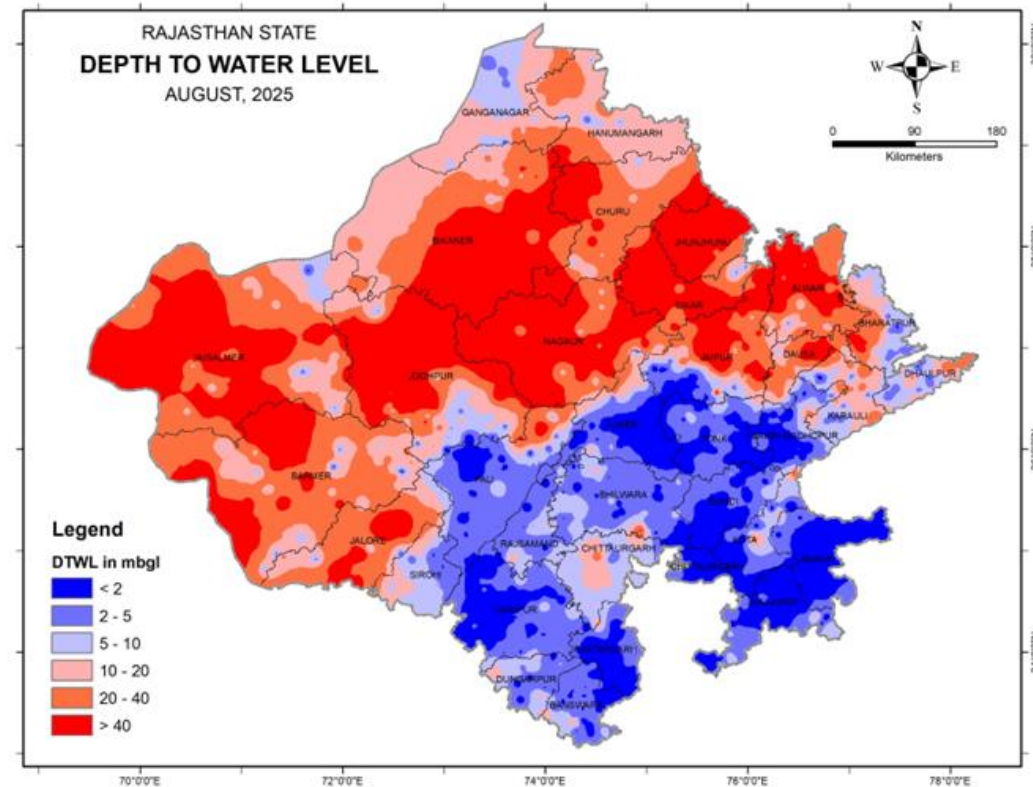 RAJASTHAN STATE
DEPTH TO WATER LEVEL
AUGUST, 2025
N
W E
S
0 90 180
Kilometers
GANGANAGAR
HANUMANGARH
CHURU
BIKANER
JHUNJHUNU
SIKAR
ALWAR
BHARATPUR
NAGAUR
JAIPUR
DAUSA
JAISALMER
DHAULPUR
JODHPUR
KARAULI
AJMER
TONK
BARMER
PALI
BHILWARA
JALORE
RAJSAMAND
KOTA
CHITTAURGARH
SIROHI
DUNGARPUR
BANSWARA
Legend
DTWL in mbgl
< 2
2 - 5
5 - 10
10 - 20
20 - 40
> 40
70°0'0"E 72°0'0"E 74°0'0"E 76°0'0"E 78°0'0"E